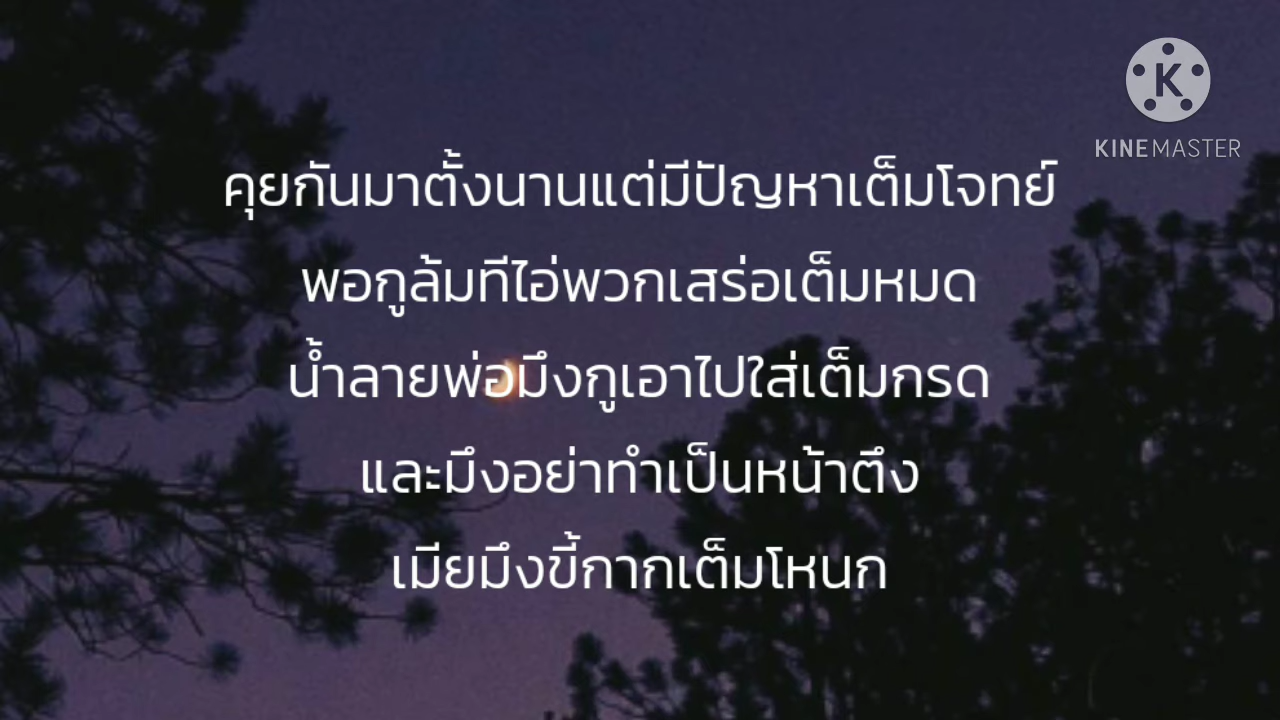 KINEMASTER
คุยกันมาตั้งนานแต่มีปัญหาเต็มโจทย์
พอกูล้มทีไอ่พวกเสร่อเต็มหมด
น้ำลายพ่อมึงกูเอาไปใส่เต็มกรด
และมึงอย่าทำเป็นหน้าตึง
เมียมึงขี้กากเต็มโหนก